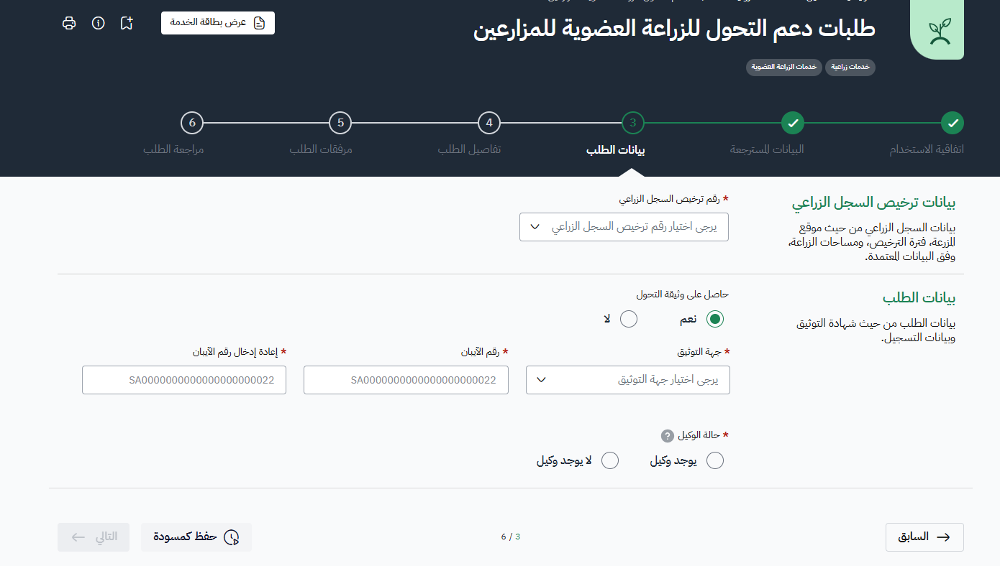 طلبات دعم التحول للزراعة العضوية للمزارعين
عرض بطاقة الخدمة
خدمات زراعية
خدمات الزراعة العضوية
3
4
5
6
اتفاقية الاستخدام
البيانات المسترجعة
بيانات الطلب
تفاصيل الطلب
مرفقات الطلب
مراجعة الطلب
بيانات ترخيص السجل الزراعي
بيانات السجل الزراعي من حيث موقع
المزرعة، فترة الترخيص، ومساحات الزراعة،
وفق البيانات المعتمدة.
* رقم ترخيص السجل الزراعي
يرجى اختيار رقم ترخيص السجل الزراعي
بيانات الطلب
بيانات الطلب من حيث شهادة التوثيق
وبيانات التسجيل.
حاصل على وثيقة التحول
نعم
لا
* جهة التوثيق
* رقم الآيبان
* إعادة إدخال رقم الآيبان
يرجى اختيار جهة التوثيق
SA0000000000000000000022
SA0000000000000000000022
* حالة الوكيل ?
يوجد وكيل
لا يوجد وكيل
السابق
3 / 6
حفظ كمسودة
التالي